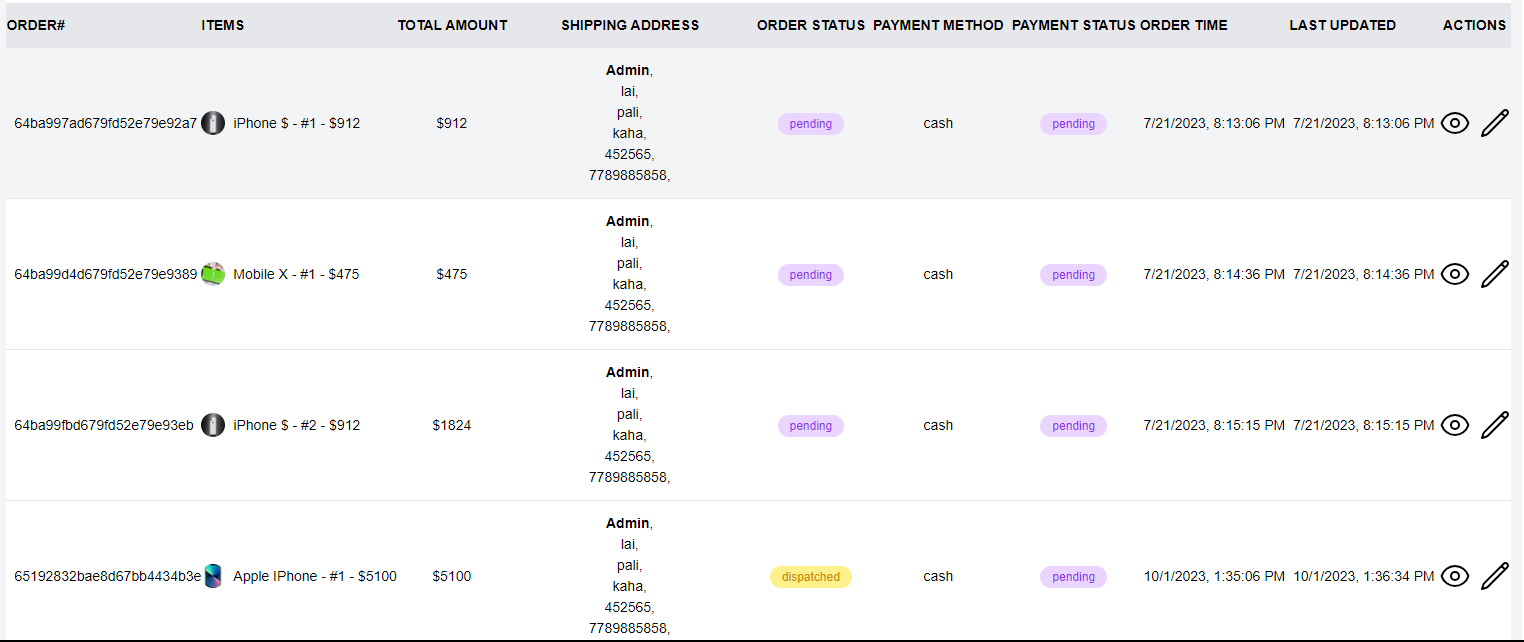 ORDER# ITEMS TOTAL AMOUNT SHIPPING ADDRESS ORDER STATUS PAYMENT METHOD PAYMENT STATUS ORDER TIME LAST UPDATED ACTIONS
Admin,
lai,
pali,
64ba997ad679fd52e79e92a7 iPhone $ - #1 - $912 $912 pending cash pending 7/21/2023, 8:13:06 PM 7/21/2023, 8:13:06 PM
kaha,
452565,
7789885858,
Admin,
lai,
pali,
64ba99d4d679fd52e79e9389 Mobile X - #1 - $475 $475 pending cash pending 7/21/2023, 8:14:36 PM 7/21/2023, 8:14:36 PM
kaha,
452565,
7789885858,
Admin,
lai,
pali,
64ba99fbd679fd52e79e93eb iPhone $ - #2 - $912 $1824 pending cash pending 7/21/2023, 8:15:15 PM 7/21/2023, 8:15:15 PM
kaha,
452565,
7789885858,
Admin,
lai,
pali,
65192832bae8d67bb4434b3e Apple IPhone - #1 - $5100 $5100 dispatched cash pending 10/1/2023, 1:35:06 PM 10/1/2023, 1:36:34 PM
kaha,
452565,
7789885858,